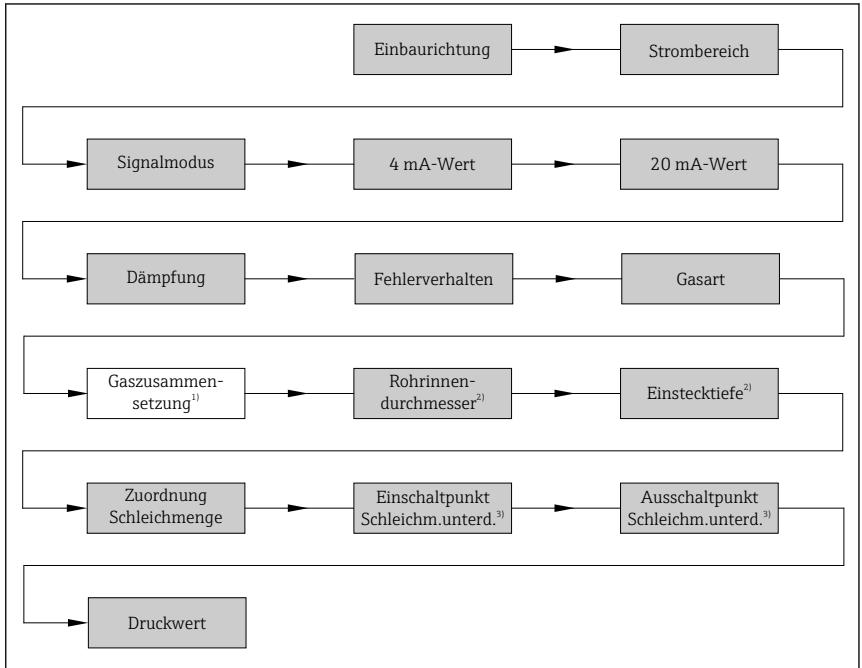 Einbaurichtung
Strombereich
Signalmodus
4 mA-Wert
20 mA-Wert
Dämpfung
Fehlerverhalten
Gasart
Gaszusammen-
setzung1)
Rohrinnen-
durchmesser2)
Einstecktiefe2)
Zuordnung
Schleichmenge
Einschaltpunkt
Schleichm.unterd.3)
Ausschaltpunkt
Schleichm.unterd.3)
Druckwert